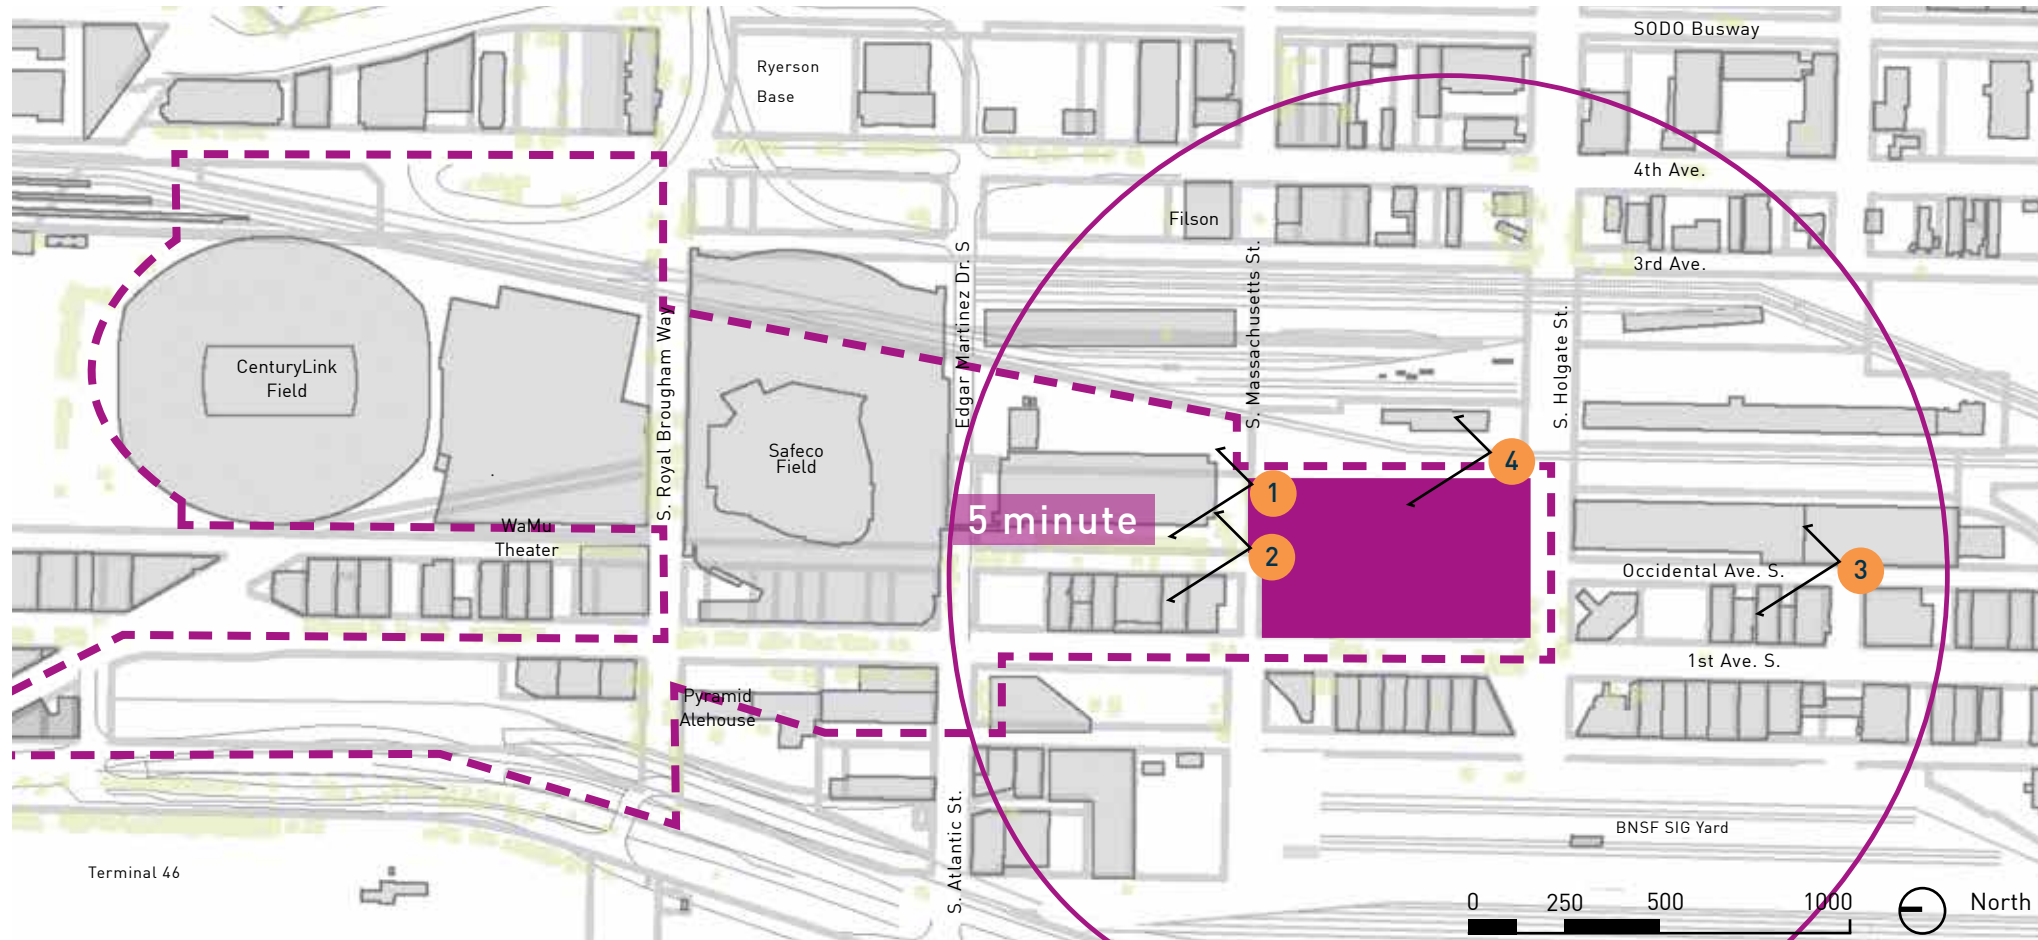 SODO Busway
Ryerson
Base
4th Ave.
Filson
3rd Ave.
S. Massachusetts St.
Edgar Martinez Dr. S
S. Holgate St.
S. Royal Brougham Way
CenturyLink
Field
Safeco
Field
4
1
5 minute
WaMu
Theater
2
Occidental Ave. S.
3
1st Ave. S.
Pyramid
Alehouse
S. Atlantic St.
BNSF SIG Yard
Terminal 46
0 250 500 1000
North